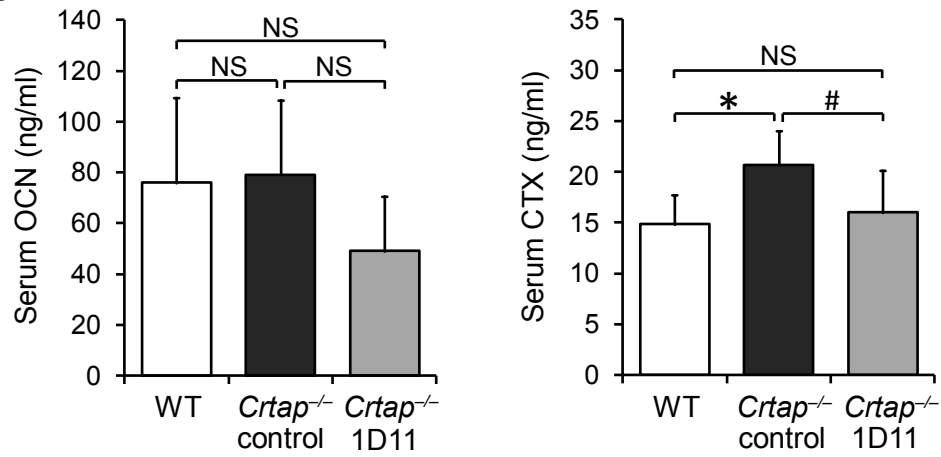 Serum OCN (ng/ml)
140
120
100
80
60
40
20
0
NS
NS
NS
WT
Crtap–/– control
Crtap–/– 1D11
Serum CTX (ng/ml)
35
30
25
20
15
10
5
0
NS
*
#
WT
Crtap–/– control
Crtap–/– 1D11